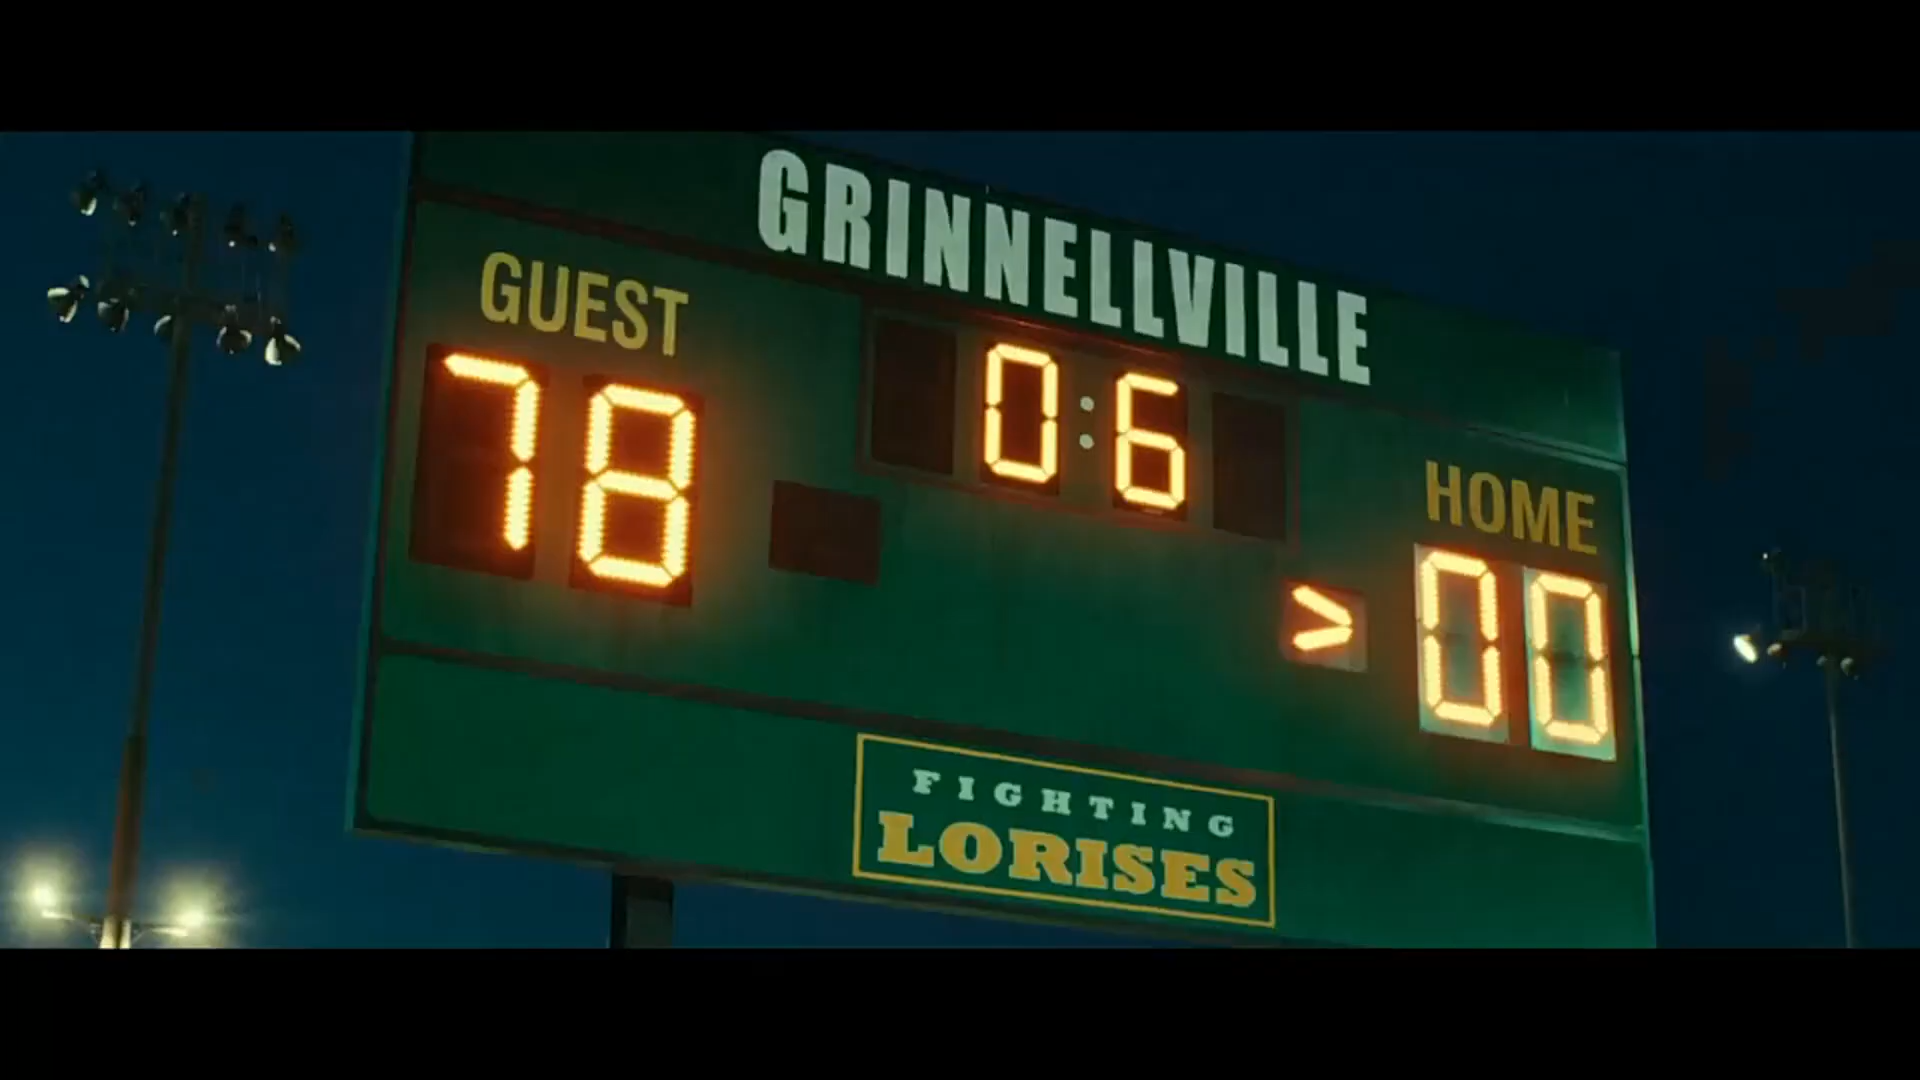 GRINNELLVILLE
GUEST
78
0:6
HOME
>00
FIGHTING
LORISES